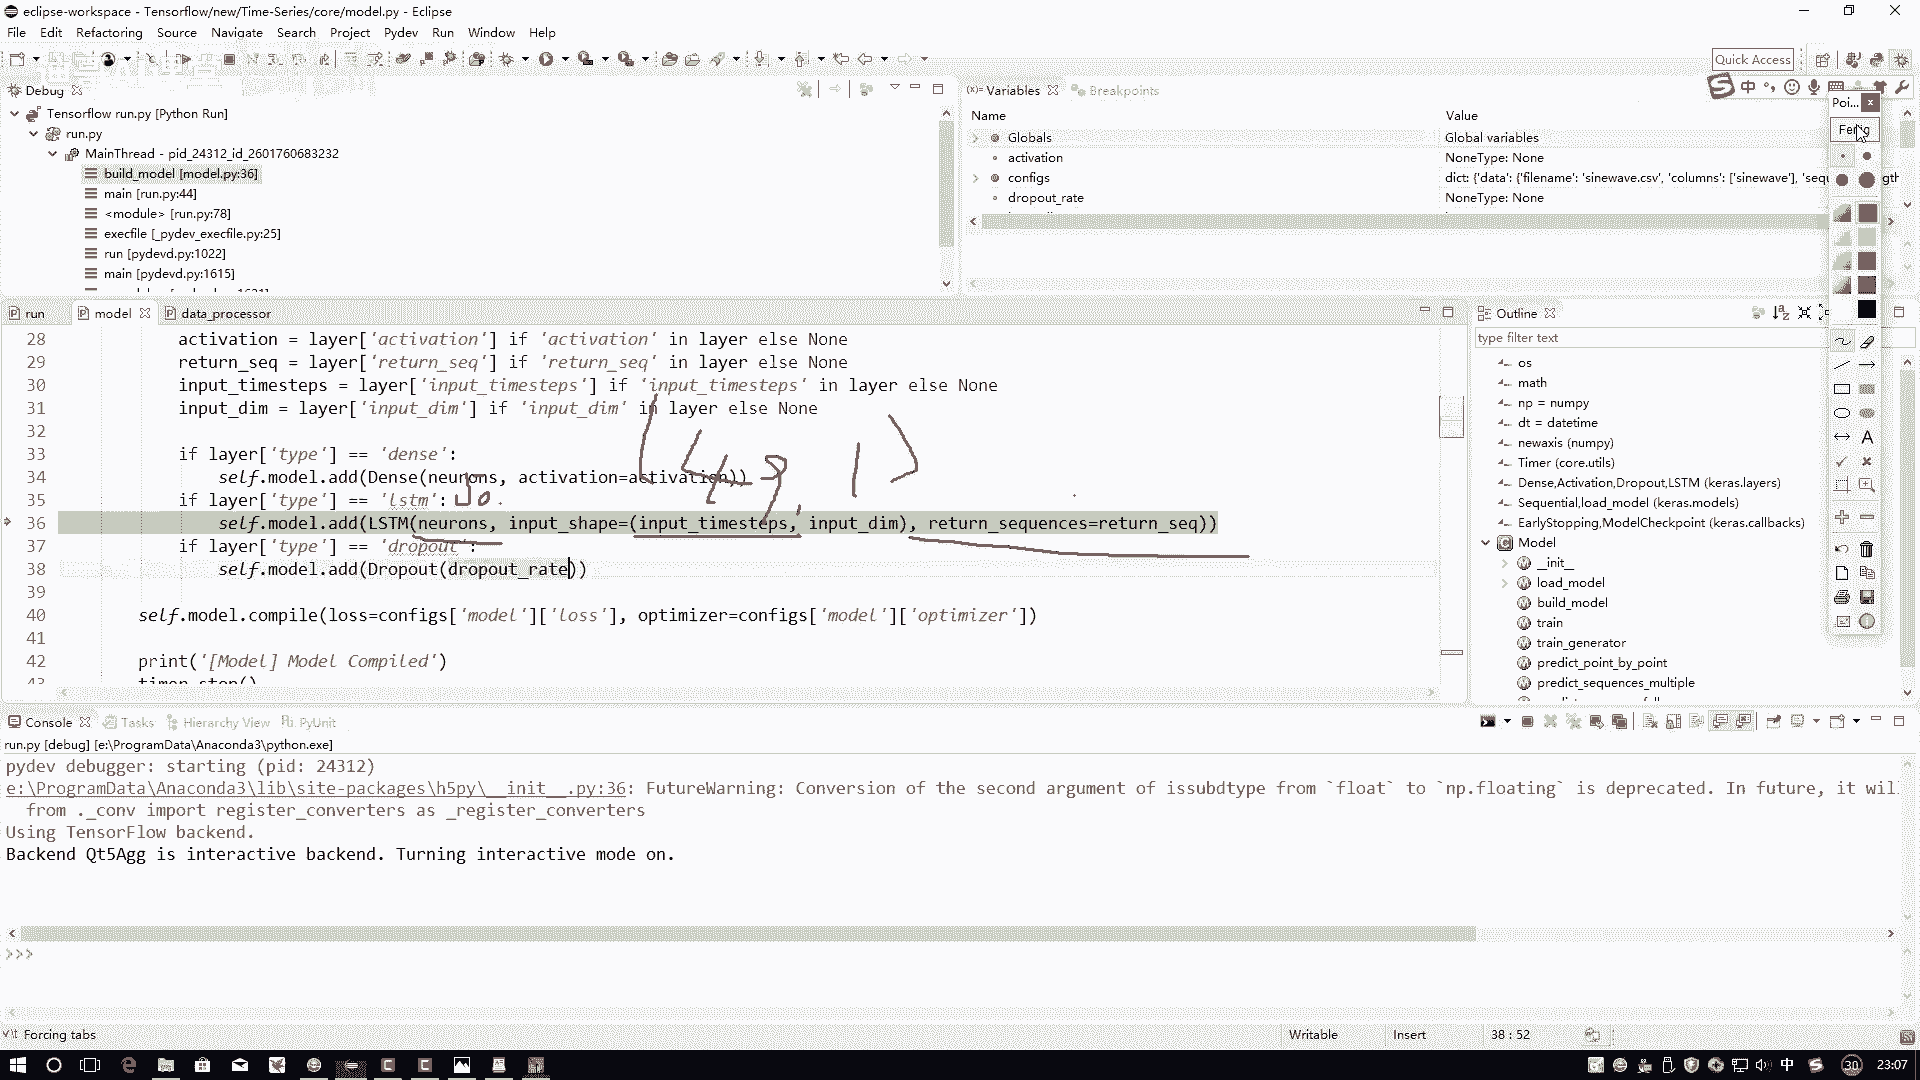 eclipse-workspace - Tensorflow/new/Time-Series/core/model.py - Eclipse
File Edit Refactoring Source Navigate Search Project Pydev Run Window Help
Quick Access
Debug
Variables Breakpoints
中
Poi...
Tensorflow run.py [Python Run]
run.py
MainThread - pid_24312_id_2601760683232
build_model [model.py:36]
main [run.py:44]
<module> [run.py:78]
execfile [_pydev_execfile.py:25]
run [pydevd.py:1022]
main [pydevd.py:1615]
Name Value
Globals Global variables
activation NoneType: None
configs dict: {'data': {'filename': 'sinewave.csv', 'columns': ['sinewave'],
dropout_rate NoneType: None
run model data_processor
28 activation = layer['activation'] if 'activation' in layer else None
29 return_seq = layer['return_seq'] if 'return_seq' in layer else None
30 input_timesteps = layer['input_timesteps'] if 'input_timesteps' in layer else None
31 input_dim = layer['input_dim'] if 'input_dim' in layer else None
32
33 if layer['type'] == 'dense':
34 self.model.add(Dense(neurons, activation=activation))
35 if layer['type'] == 'lstm':
36 self.model.add(LSTM(neurons, input_shape=(input_timesteps, input_dim), return_sequences=return_seq))
37 if layer['type'] == 'dropout':
38 self.model.add(Dropout(dropout_rate))
39
40 self.model.compile(loss=configs['model']['loss'], optimizer=configs['model']['optimizer'])
41
42 print('[Model] Model Compiled')
(49, 1)
50
Outline
type filter text
os
math
np = numpy
dt = datetime
newaxis (numpy)
Timer (core.utils)
Dense,Activation,Dropout,LSTM (keras.layers)
Sequential,load_model (keras.models)
EarlyStopping,ModelCheckpoint (keras.callbacks)
Model
__init__
load_model
build_model
train
train_generator
predict_point_by_point
predict_sequences_multiple
Console Tasks Hierarchy View PyUnit
run.py [debug] [e:\ProgramData\Anaconda3\python.exe]
pydev debugger: starting (pid: 24312)
e:\ProgramData\Anaconda3\lib\site-packages\h5py\__init__.py:36: FutureWarning: Conversion of the second argument of issubdtype from `float` to `np.floating` is deprecated. In future, it wil
from ._conv import register_converters as _register_converters
Using TensorFlow backend.
Backend Qt5Agg is interactive backend. Turning interactive mode on.
>>>
Forcing tabs Writable Insert 38 : 52
中 30 23:07